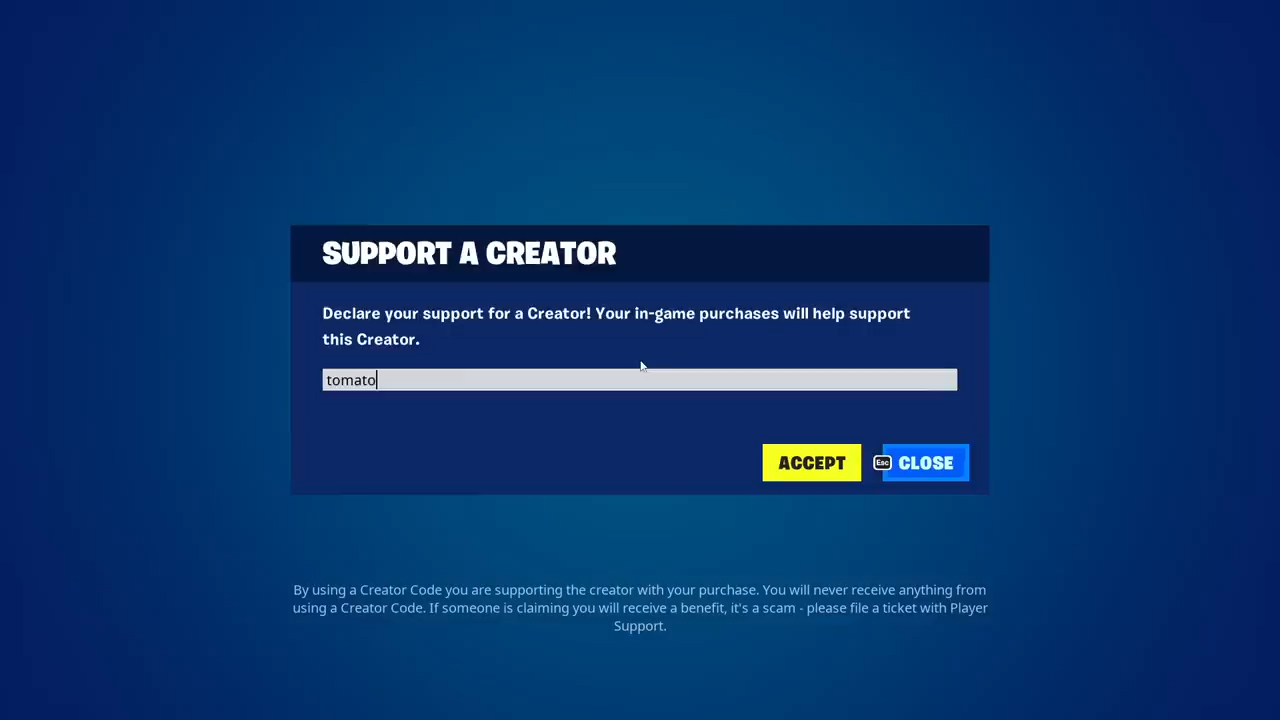 SUPPORT A CREATOR
Declare your support for a Creator! Your in-game purchases will help support
this Creator.
tomato
ACCEPT
Esc CLOSE
By using a Creator Code you are supporting the creator with your purchase. You will never receive anything from
using a Creator Code. If someone is claiming you will receive a benefit, it's a scam - please file a ticket with Player
Support.